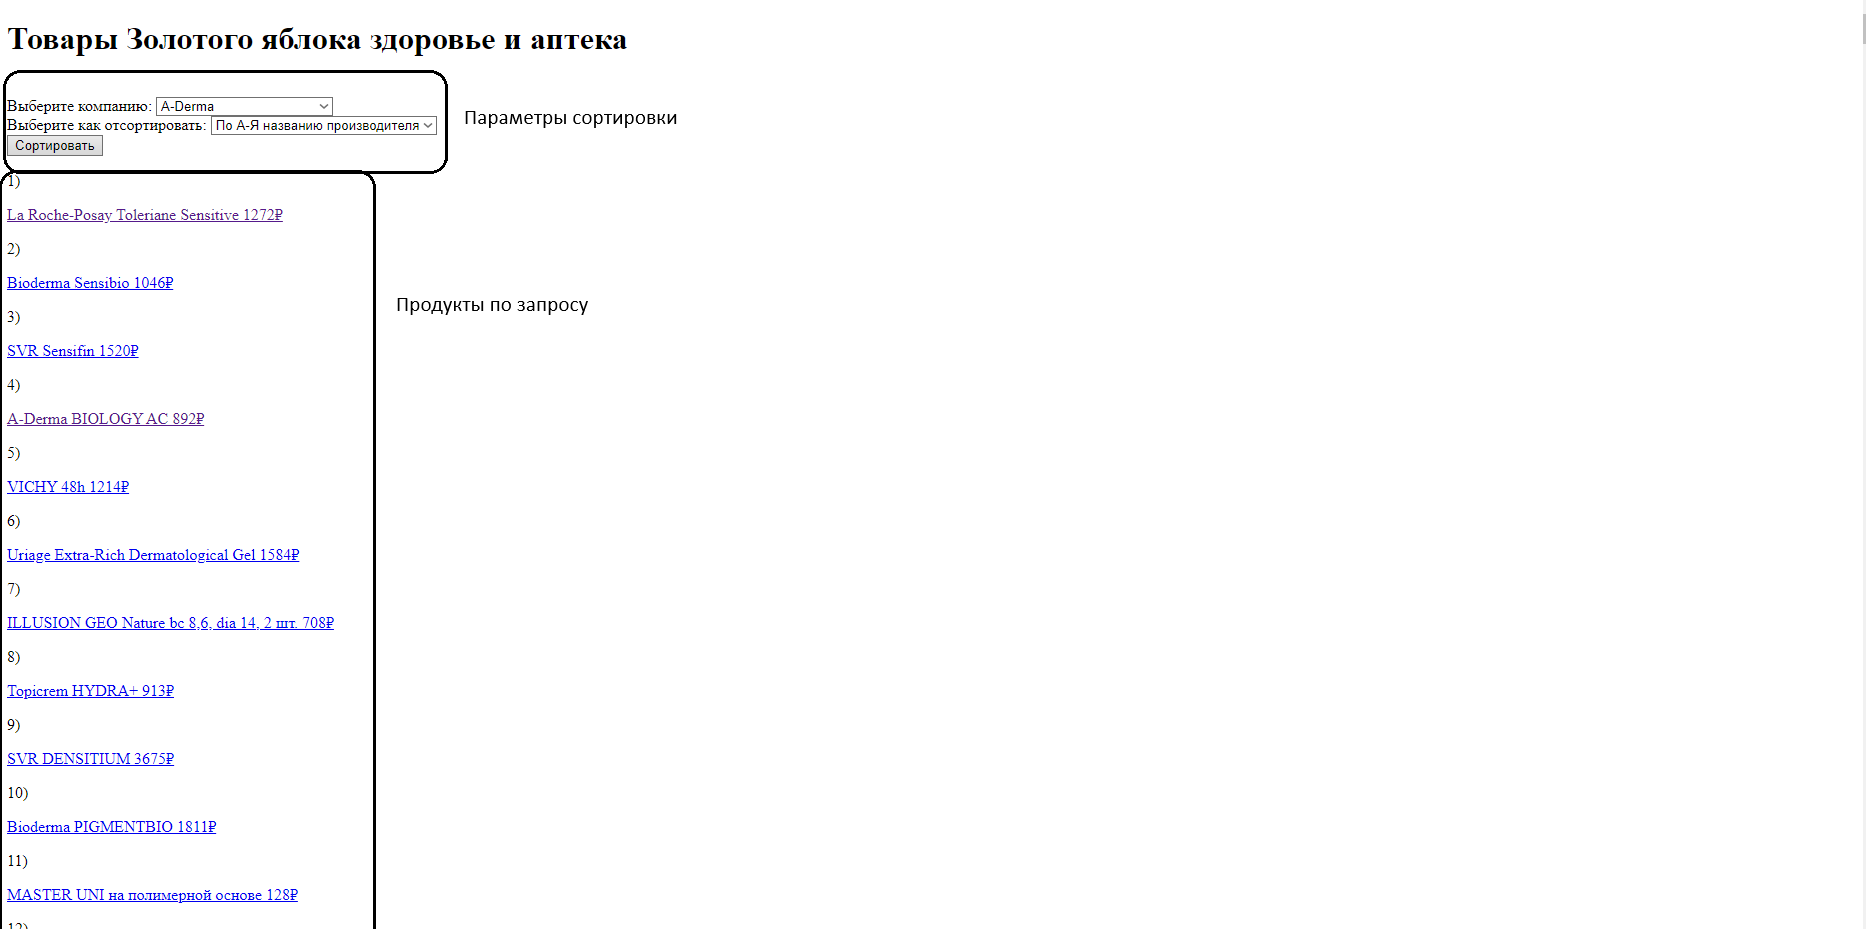 Товары Золотого яблока здоровье и аптека
Выберите компанию: A-Derma
Выберите как отсортировать: По А-Я названию производителя
Сортировать
Параметры сортировки
1)
La Roche-Posay Toleriane Sensitive 1272₽
2)
Bioderma Sensibio 1046₽
Продукты по запросу
3)
SVR Sensifin 1520₽
4)
A-Derma BIOLOGY AC 892₽
5)
VICHY 48h 1214₽
6)
Uriage Extra-Rich Dermatological Gel 1584₽
7)
ILLUSION GEO Nature bc 8,6, dia 14, 2 шт. 708₽
8)
Topicrem HYDRA+ 913₽
9)
SVR DENSITIUM 3675₽
10)
Bioderma PIGMENTBIO 1811₽
11)
MASTER UNI на полимерной основе 128₽
12)